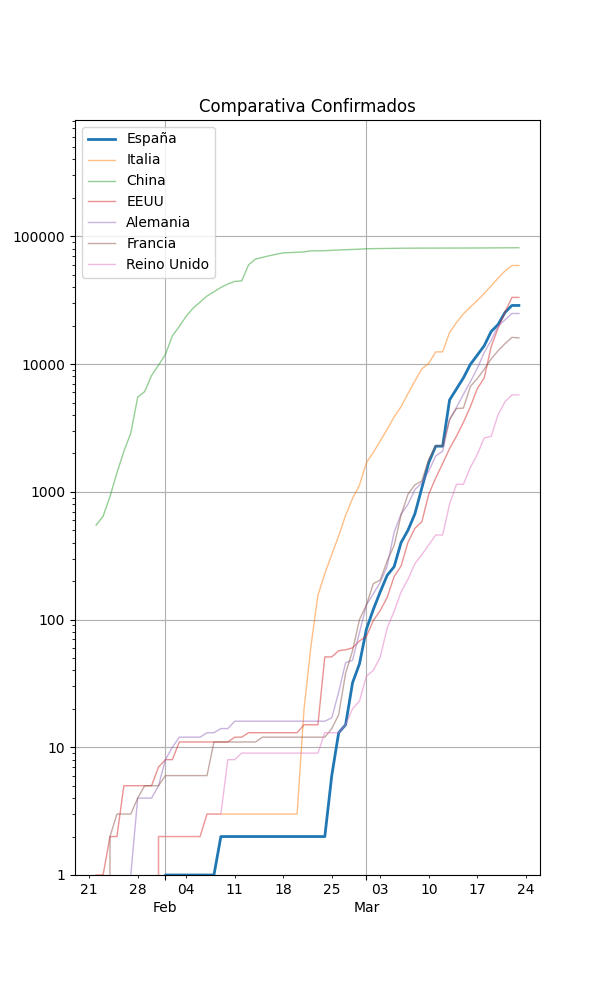 Comparativa Confirmados
España
Italia
China
EEUU
Alemania
Francia
Reino Unido
100000
10000
1000
100
10
1
21 28 04 11 18 25 03 10 17 24
Feb Mar